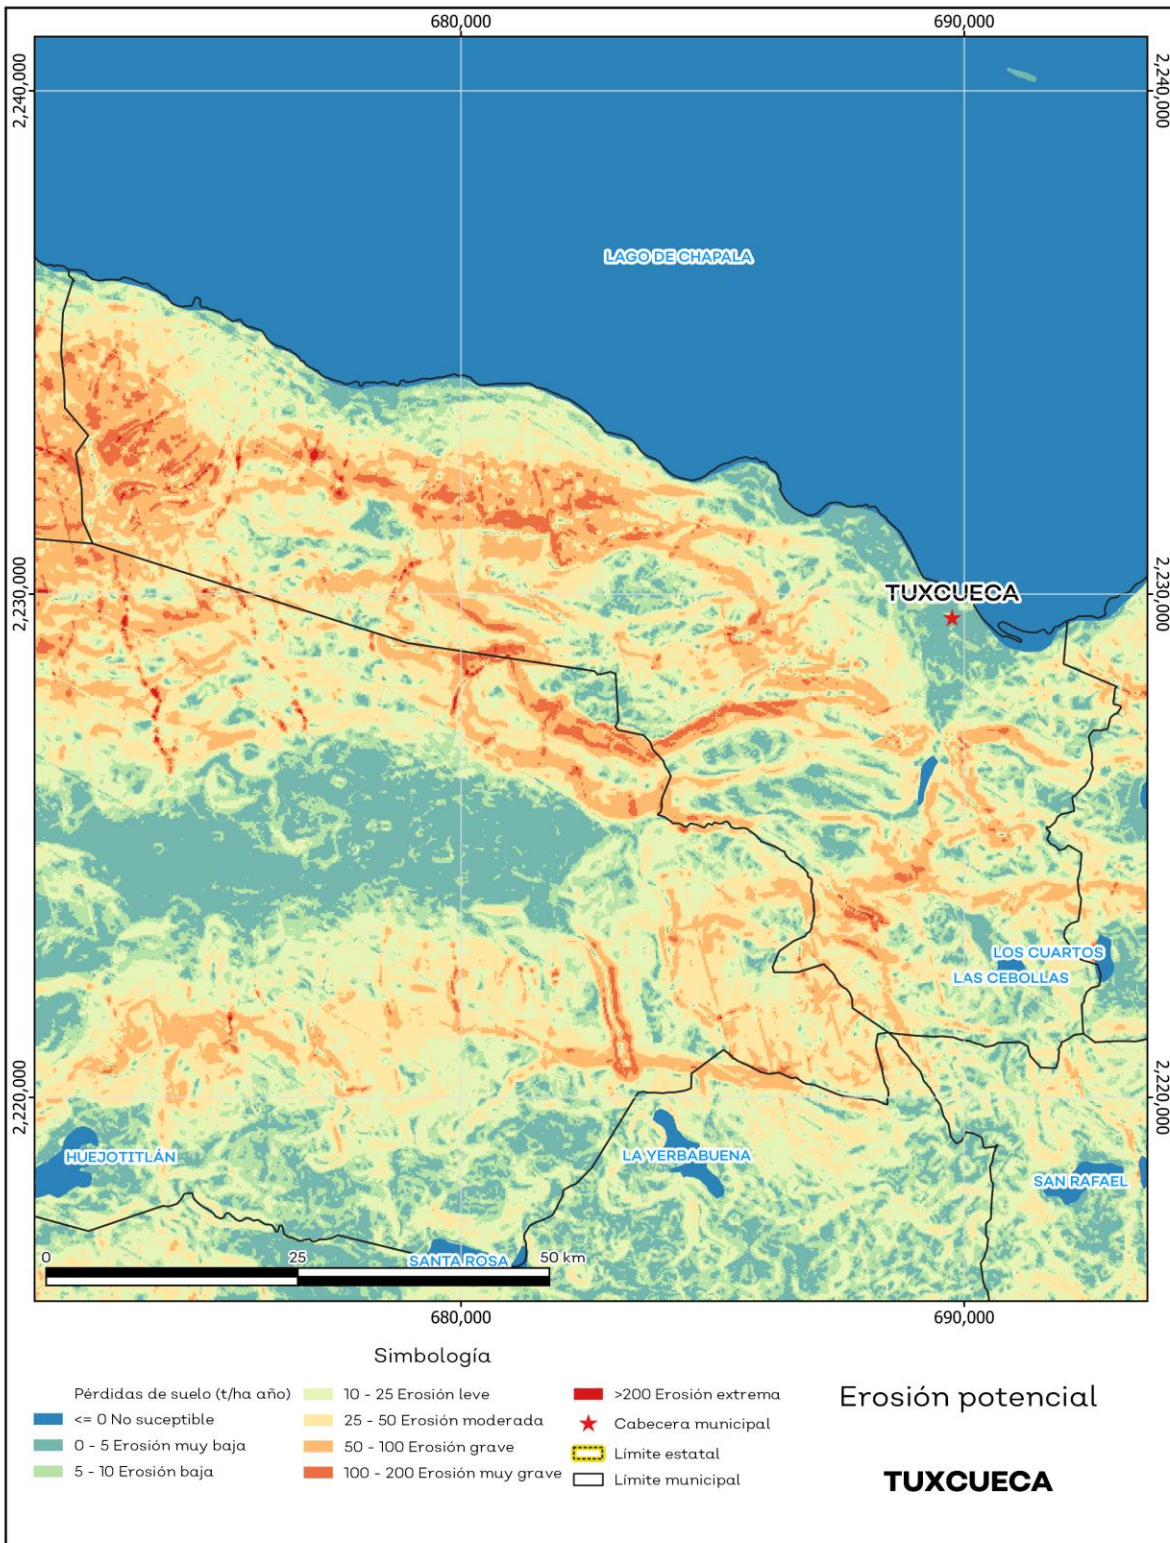 680,000
690,000
2,240,000
2,240,000
LAGO DE CHAPALA
2,230,000
TUXCUECA
2,230,000
LOS CUARTOS
LAS CEBOLLAS
2,220,000
2,220,000
HUEJOTITLÁN
LA YERBABUENA
SAN RAFAEL
SANTA ROSA
0 25 50 km
680,000
690,000
Simbología
Pérdidas de suelo (t/ha año)
<= 0 No suceptible
0 - 5 Erosión muy baja
5 - 10 Erosión baja
10 - 25 Erosión leve
25 - 50 Erosión moderada
50 - 100 Erosión grave
100 - 200 Erosión muy grave
>200 Erosión extrema
Cabecera municipal
Límite estatal
Límite municipal
Erosión potencial
TUXCUECA